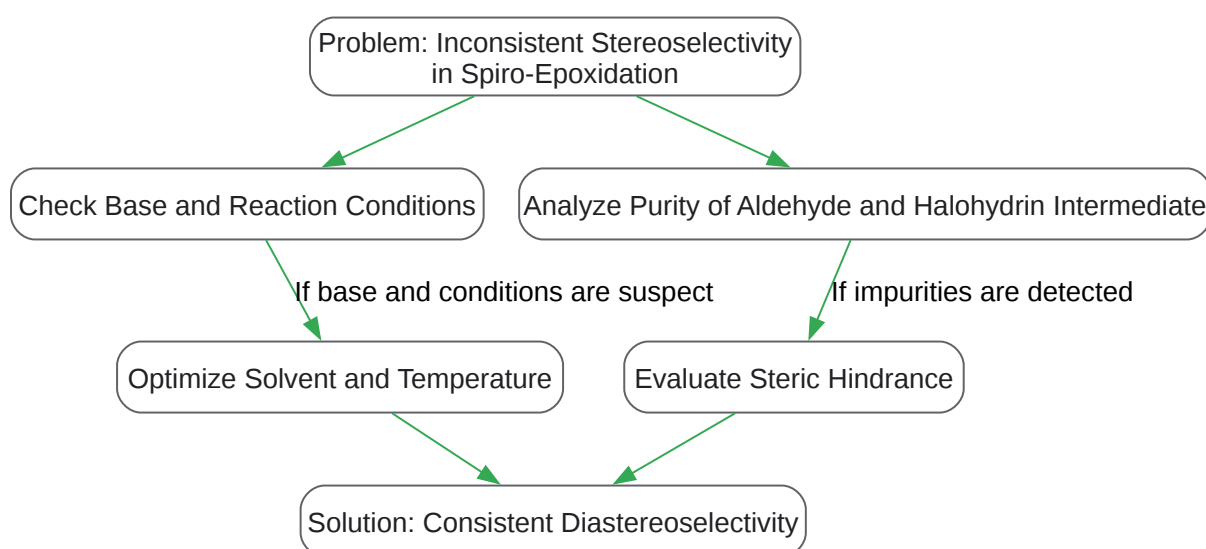 Problem: Inconsistent Stereoselectivity
in Spiro-Epoxidation
Check Base and Reaction Conditions
Analyze Purity of Aldehyde and Halohydrin Intermediate
If base and conditions are suspect
If impurities are detected
Optimize Solvent and Temperature
Evaluate Steric Hindrance
Solution: Consistent Diastereoselectivity